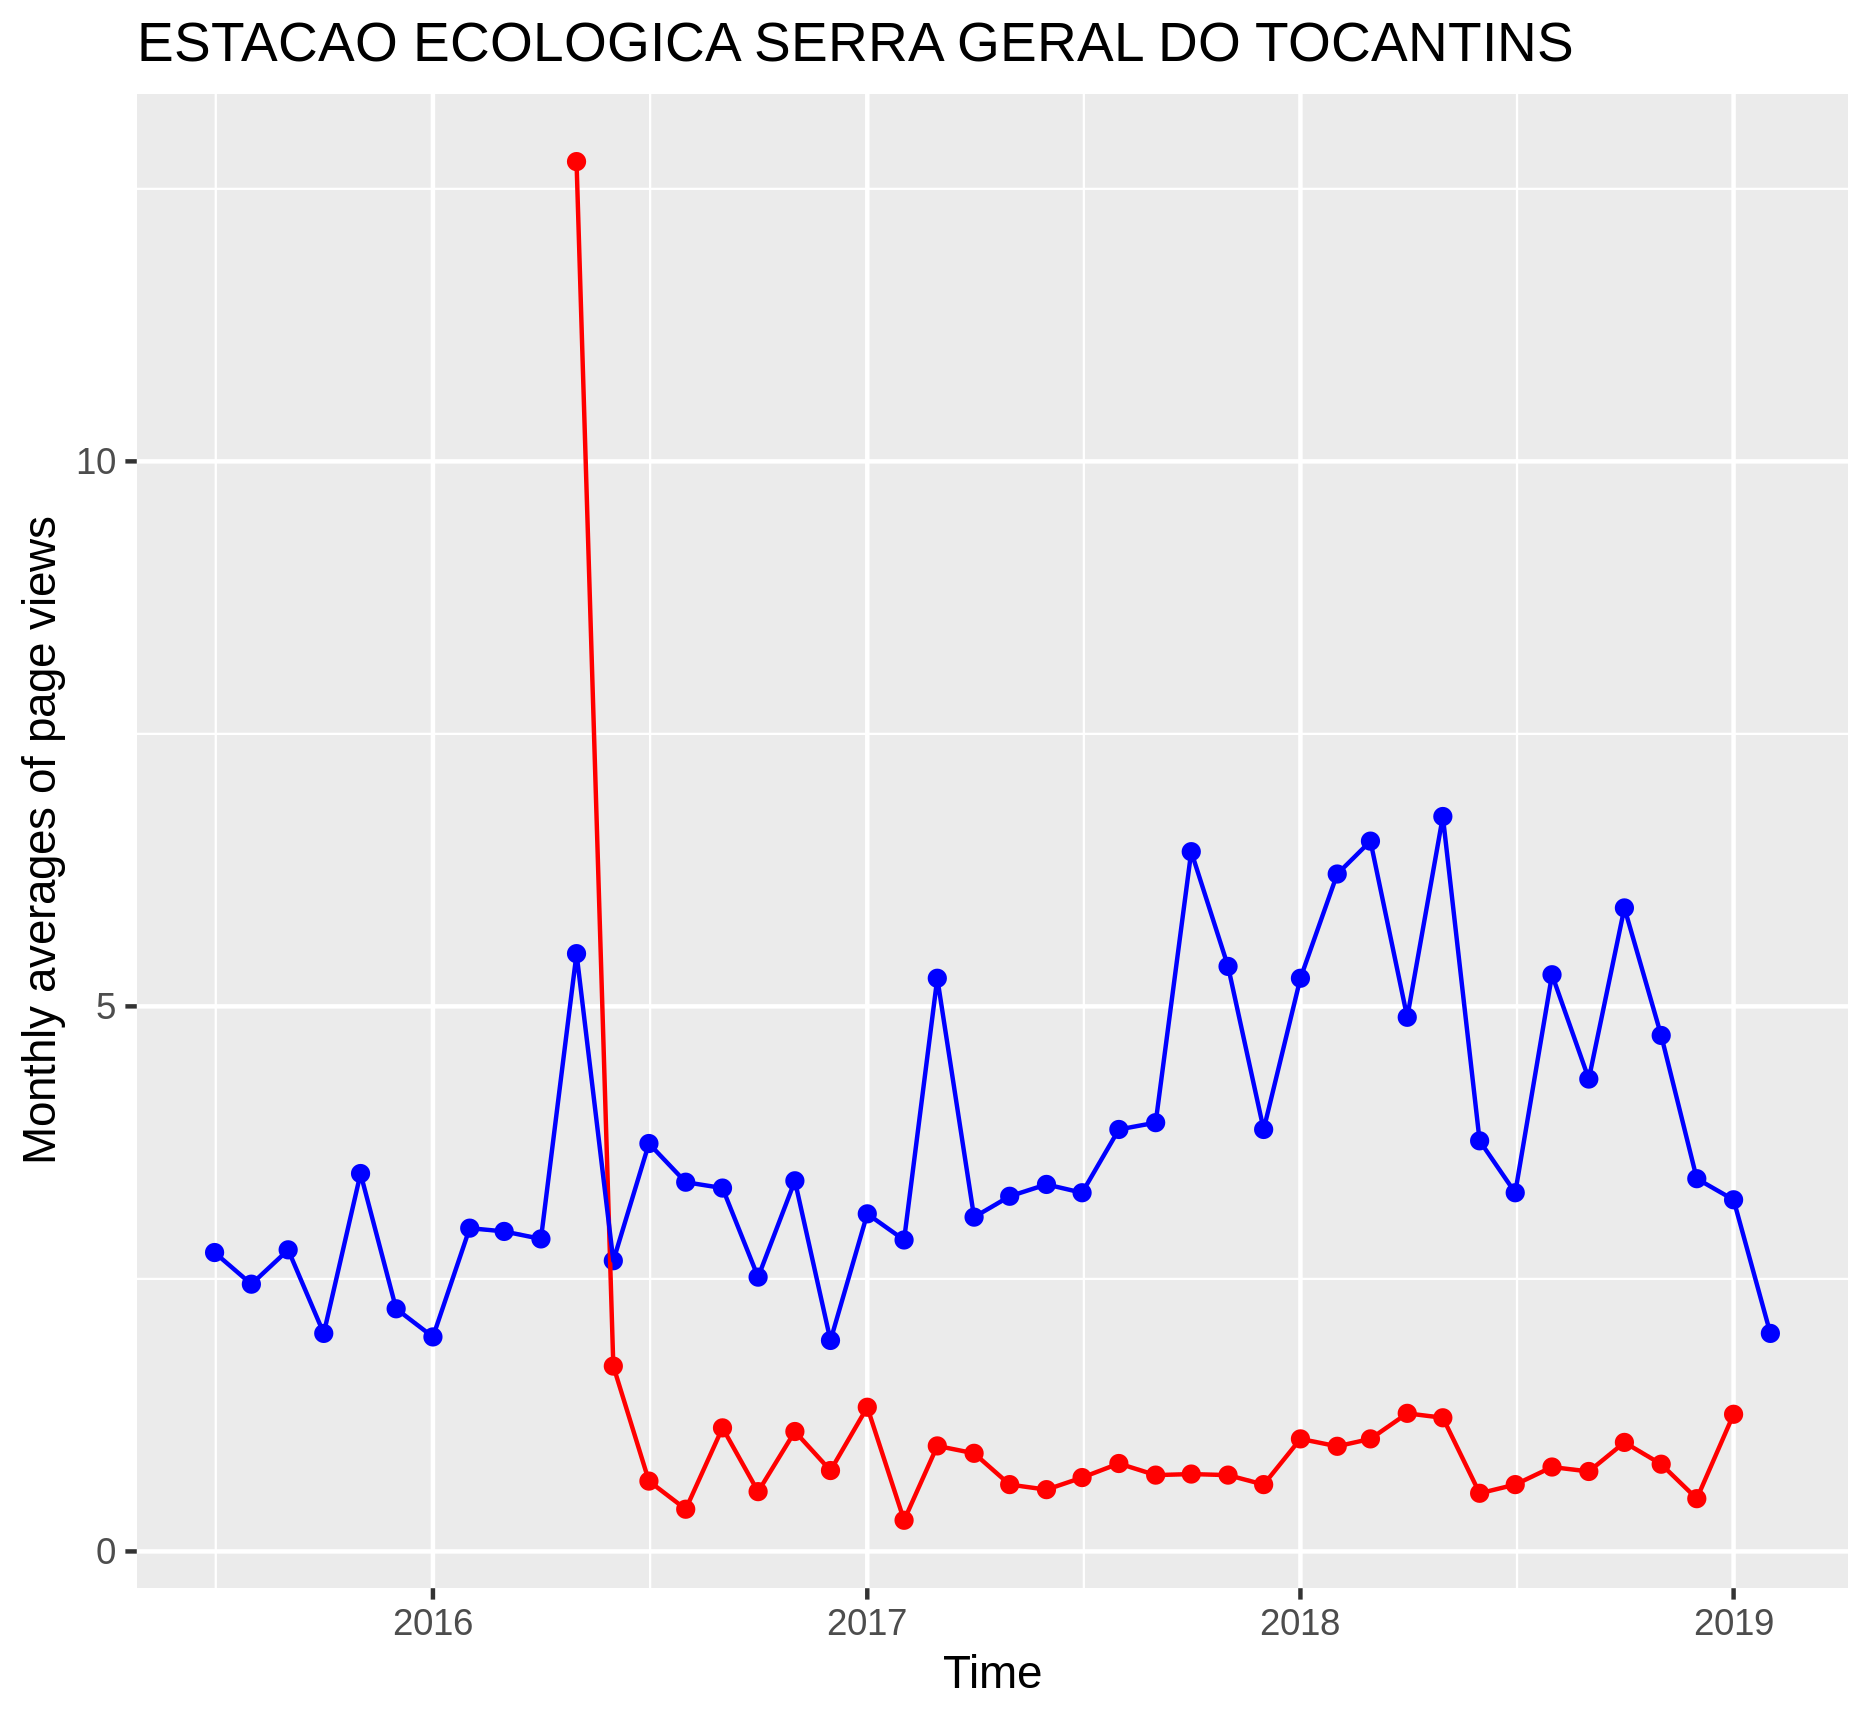 ESTACAO ECOLOGICA SERRA GERAL DO TOCANTINS
Monthly averages of page views
10
5
0
2016
2017
2018
2019
Time